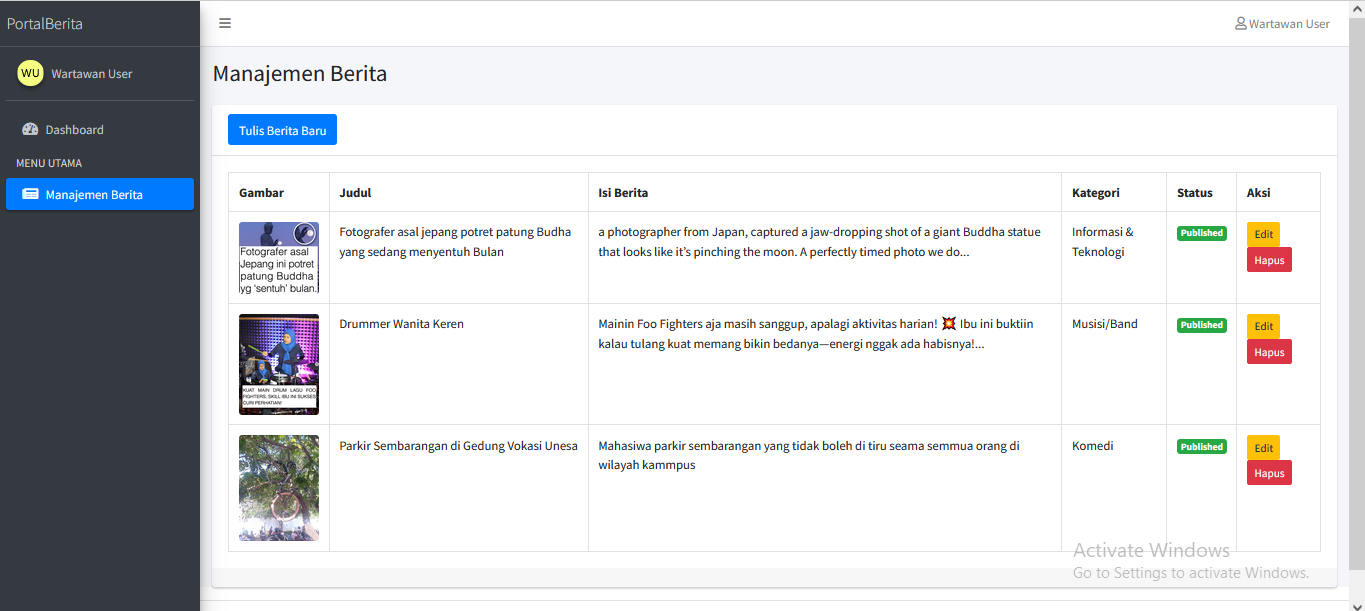 PortalBerita
Wartawan User
WU Wartawan User
Manajemen Berita
Dashboard
Tulis Berita Baru
MENU UTAMA
Manajemen Berita
Gambar Judul Isi Berita Kategori Status Aksi
Fotografer asal jepang potret patung Budha
yang sedang menyentuh Bulan
a photographer from Japan, captured a jaw-dropping shot of a giant Buddha statue
that looks like it’s pinching the moon. A perfectly timed photo we do...
Informasi &
Teknologi
Published
Edit
Hapus
Fotografer asal
Jepang ini potret
patung Buddha
yg ‘sentuh’ bulan.
Drummer Wanita Keren
Mainin Foo Fighters aja masih sanggup, apalagi aktivitas harian! 💥 Ibu ini buktiin
kalau tulang kuat memang bikin bedanya—energi nggak ada habisnya!...
Musisi/Band
Published
Edit
Hapus
KUAT MAIN DRUM LAGU FOO
FIGHTERS, SKILL IBU INI SUKSES
CURI PERHATIAN!
Parkir Sembarangan di Gedung Vokasi Unesa
Mahasiwa parkir sembarangan yang tidak boleh di tiru seama semmua orang di
wilayah kammpus
Komedi
Published
Edit
Hapus
Activate Windows
Go to Settings to activate Windows.